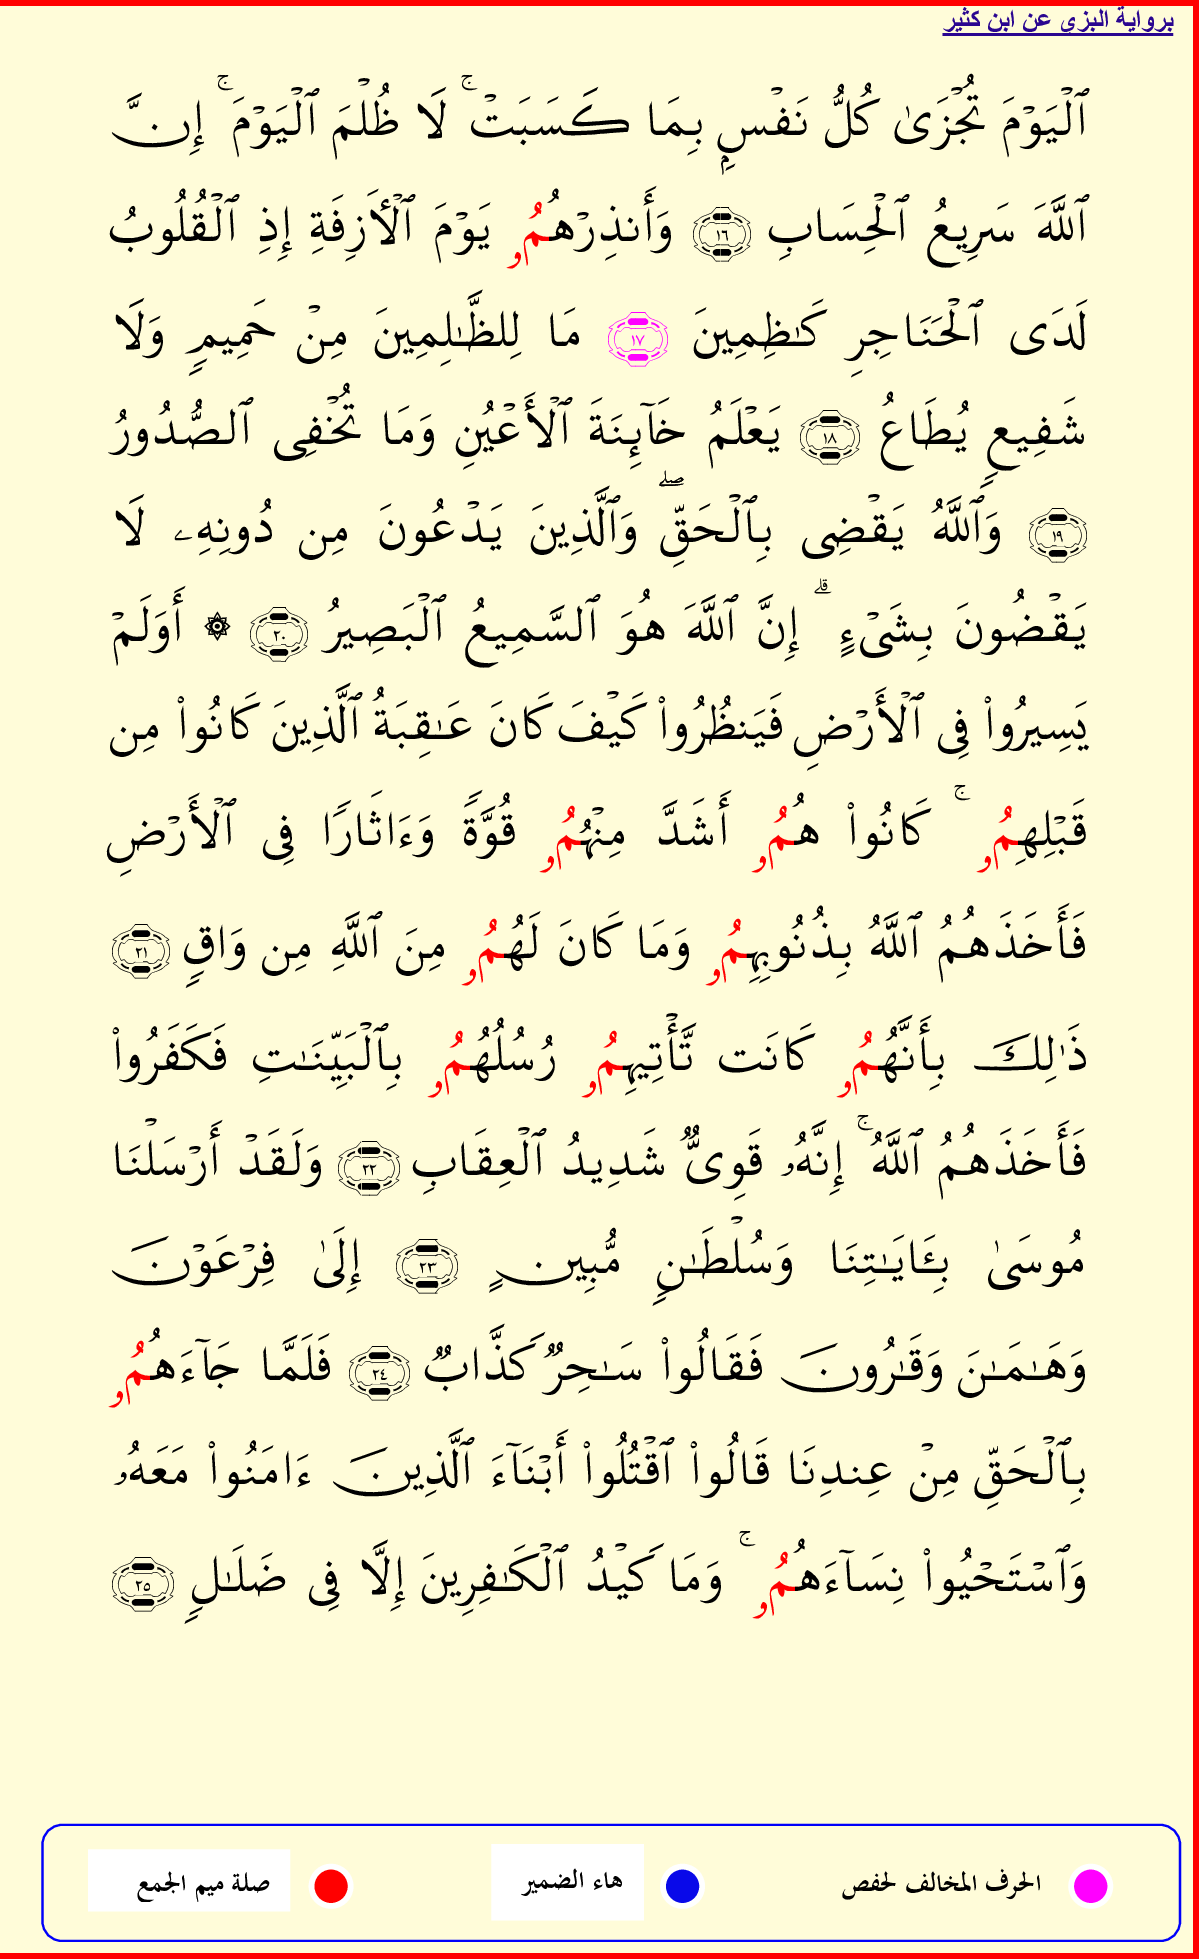 برواية البزي عن ابن كثير
ٱلْيَوْمَ تُجْزَىٰ كُلُّ نَفْسٍۭ بِمَا كَسَبَتْ ۚ لَا ظُلْمَ ٱلْيَوْمَ ۚ إِنَّ
ٱللَّهَ سَرِيعُ ٱلْحِسَابِ ١٦ وَأَنذِرْهُمُۥ يَوْمَ ٱلْأَزِفَةِ إِذِ ٱلْقُلُوبُ
لَدَى ٱلْحَنَاجِرِ كَـٰظِمِينَ ١٧ مَا لِلظَّـٰلِمِينَ مِنْ حَمِيمٍ وَلَا
شَفِيعٍ يُطَاعُ ١٨ يَعْلَمُ خَآئِنَةَ ٱلْأَعْيُنِ وَمَا تُخْفِى ٱلصُّدُورُ
١٩ وَٱللَّهُ يَقْضِى بِٱلْحَقِّ ۖ وَٱلَّذِينَ يَدْعُونَ مِن دُونِهِۦ لَا
يَقْضُونَ بِشَىْءٍ ۗ إِنَّ ٱللَّهَ هُوَ ٱلسَّمِيعُ ٱلْبَصِيرُ ٢٠ ۞ أَوَلَمْ
يَسِيرُوا۟ فِى ٱلْأَرْضِ فَيَنظُرُوا۟ كَيْفَ كَانَ عَـٰقِبَةُ ٱلَّذِينَ كَانُوا۟ مِن
قَبْلِهِمُۥ ۚ كَانُوا۟ هُمُۥ أَشَدَّ مِنْهُمُۥ قُوَّةً وَءَاثَارًا فِى ٱلْأَرْضِ
فَأَخَذَهُمُ ٱللَّهُ بِذُنُوبِهِمُۥ وَمَا كَانَ لَهُمُۥ مِنَ ٱللَّهِ مِن وَاقٍ ٢١
ذَٰلِكَ بِأَنَّهُمُۥ كَانَت تَّأْتِيهِمُۥ رُسُلُهُمُۥ بِٱلْبَيِّنَـٰتِ فَكَفَرُوا۟
فَأَخَذَهُمُ ٱللَّهُ ۚ إِنَّهُۥ قَوِىٌّ شَدِيدُ ٱلْعِقَابِ ٢٢ وَلَقَدْ أَرْسَلْنَا
مُوسَىٰ بِـَٔايَـٰتِنَا وَسُلْطَـٰنٍ مُّبِينٍ ٢٣ إِلَىٰ فِرْعَوْنَ
وَهَـٰمَـٰنَ وَقَـٰرُونَ فَقَالُوا۟ سَـٰحِرٌ كَذَّابٌ ٢٤ فَلَمَّا جَآءَهُمُۥ
بِٱلْحَقِّ مِنْ عِندِنَا قَالُوا۟ ٱقْتُلُوا۟ أَبْنَآءَ ٱلَّذِينَ ءَامَنُوا۟ مَعَهُۥ
وَٱسْتَحْيُوا۟ نِسَآءَهُمُۥ ۚ وَمَا كَيْدُ ٱلْكَـٰفِرِينَ إِلَّا فِى ضَلَـٰلٍ ٢٥
الحرف المخالف لحفص
هاء الضمير
صلة ميم الجمع